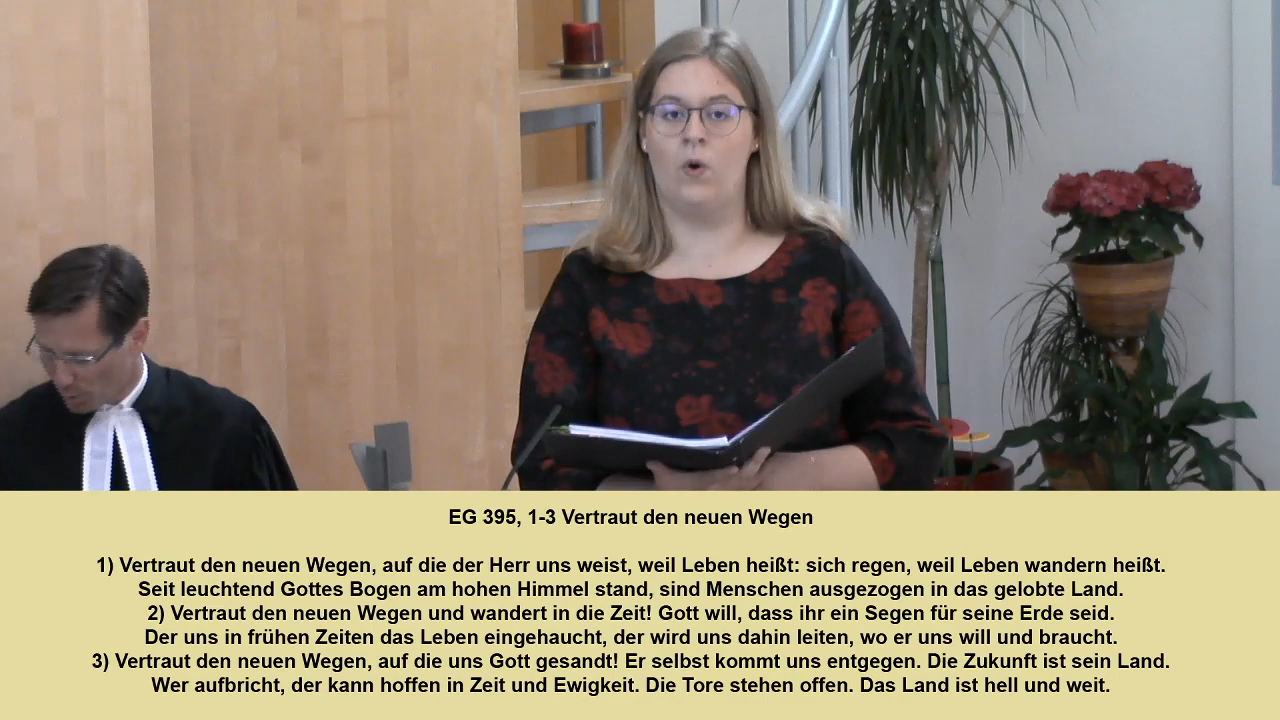 EG 395, 1-3 Vertraut den neuen Wegen
1) Vertraut den neuen Wegen, auf die der Herr uns weist, weil Leben heißt: sich regen, weil Leben wandern heißt.
Seit leuchtend Gottes Bogen am hohen Himmel stand, sind Menschen ausgezogen in das gelobte Land.
2) Vertraut den neuen Wegen und wandert in die Zeit! Gott will, dass ihr ein Segen für seine Erde seid.
Der uns in frühen Zeiten das Leben eingehaucht, der wird uns dahin leiten, wo er uns will und braucht.
3) Vertraut den neuen Wegen, auf die uns Gott gesandt! Er selbst kommt uns entgegen. Die Zukunft ist sein Land.
Wer aufbricht, der kann hoffen in Zeit und Ewigkeit. Die Tore stehen offen. Das Land ist hell und weit.